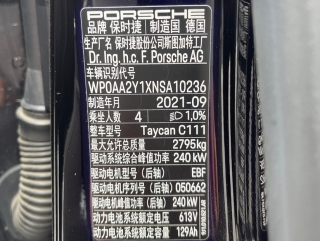 PORSCHE
品牌 保时捷 制造国 德国
生产厂名 保时捷股份公司斯图加特工厂
Dr. Ing. h.c. F. Porsche AG
车辆识别代号
WP0AA2Y1XNSA10236
制造年月 2021-09
乘坐人数 4 1,0%
整车型号 Taycan C111
最大允许总质量 2795kg
驱动系统综合峰值功率 240 kW
驱动电机型号(后轴) EBF
驱动电机序列号(后轴) 050662
驱动电机峰值功率(后轴) 240 kW
动力电池系统额定电压 613V
动力电池系统额定容量 129Ah